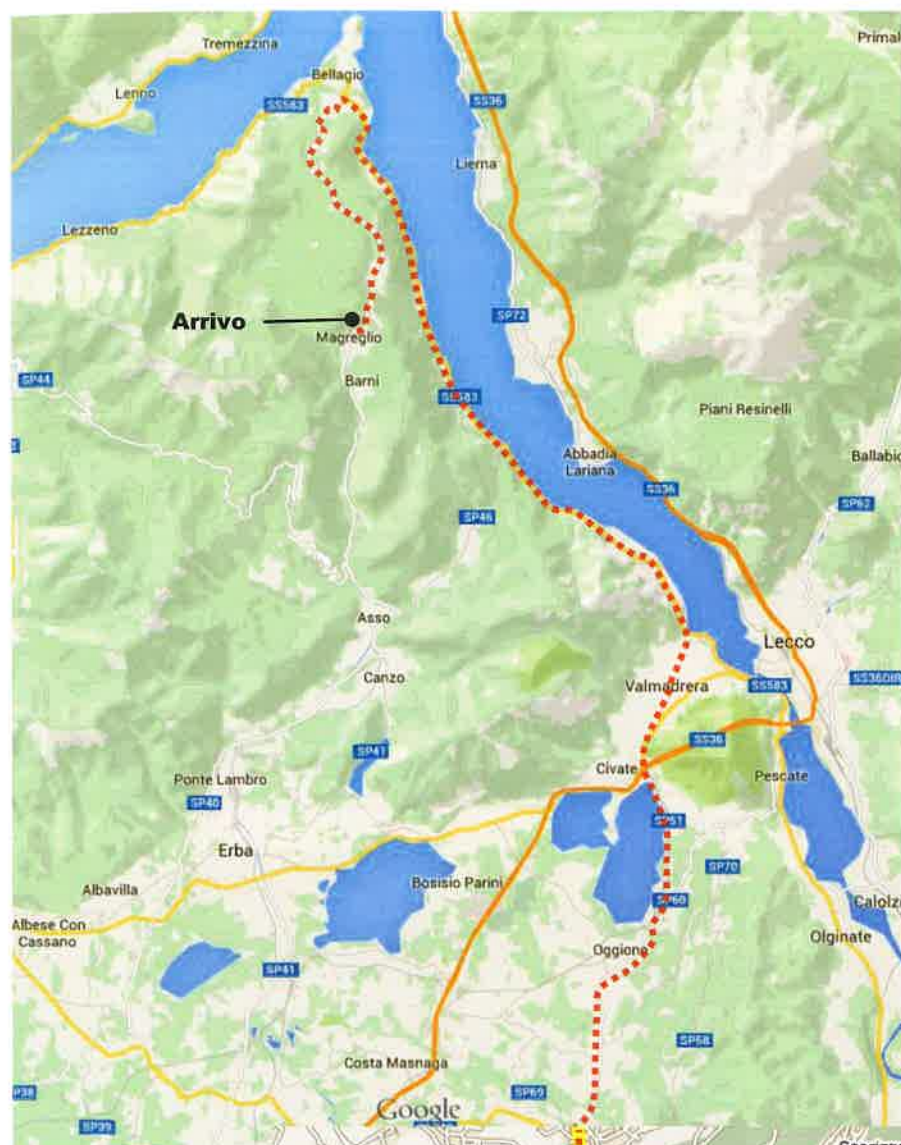 Primal
Tremezzina
Bellagio
Lenno
SS583
SS36
Lierna
Lezzeno
Arrivo
SP72
Magreglio
SP44
Barni
SS583
Piani Resinelli
Abbadia
Lariana
Ballabio
SS36
SP62
SP46
Asso
Lecco
Canzo
Valmadrera
SS583
SS36DIR
SS36
SP41
Civate
Pescate
Ponte Lambro
SP40
SP51
Erba
SP70
Bosisio Parini
Albavilla
SP60
Calolzi
Albese Con
Cassano
Olginate
Oggiono
SP41
SP58
Costa Masnaga
SP38
SP69
Google
SP39